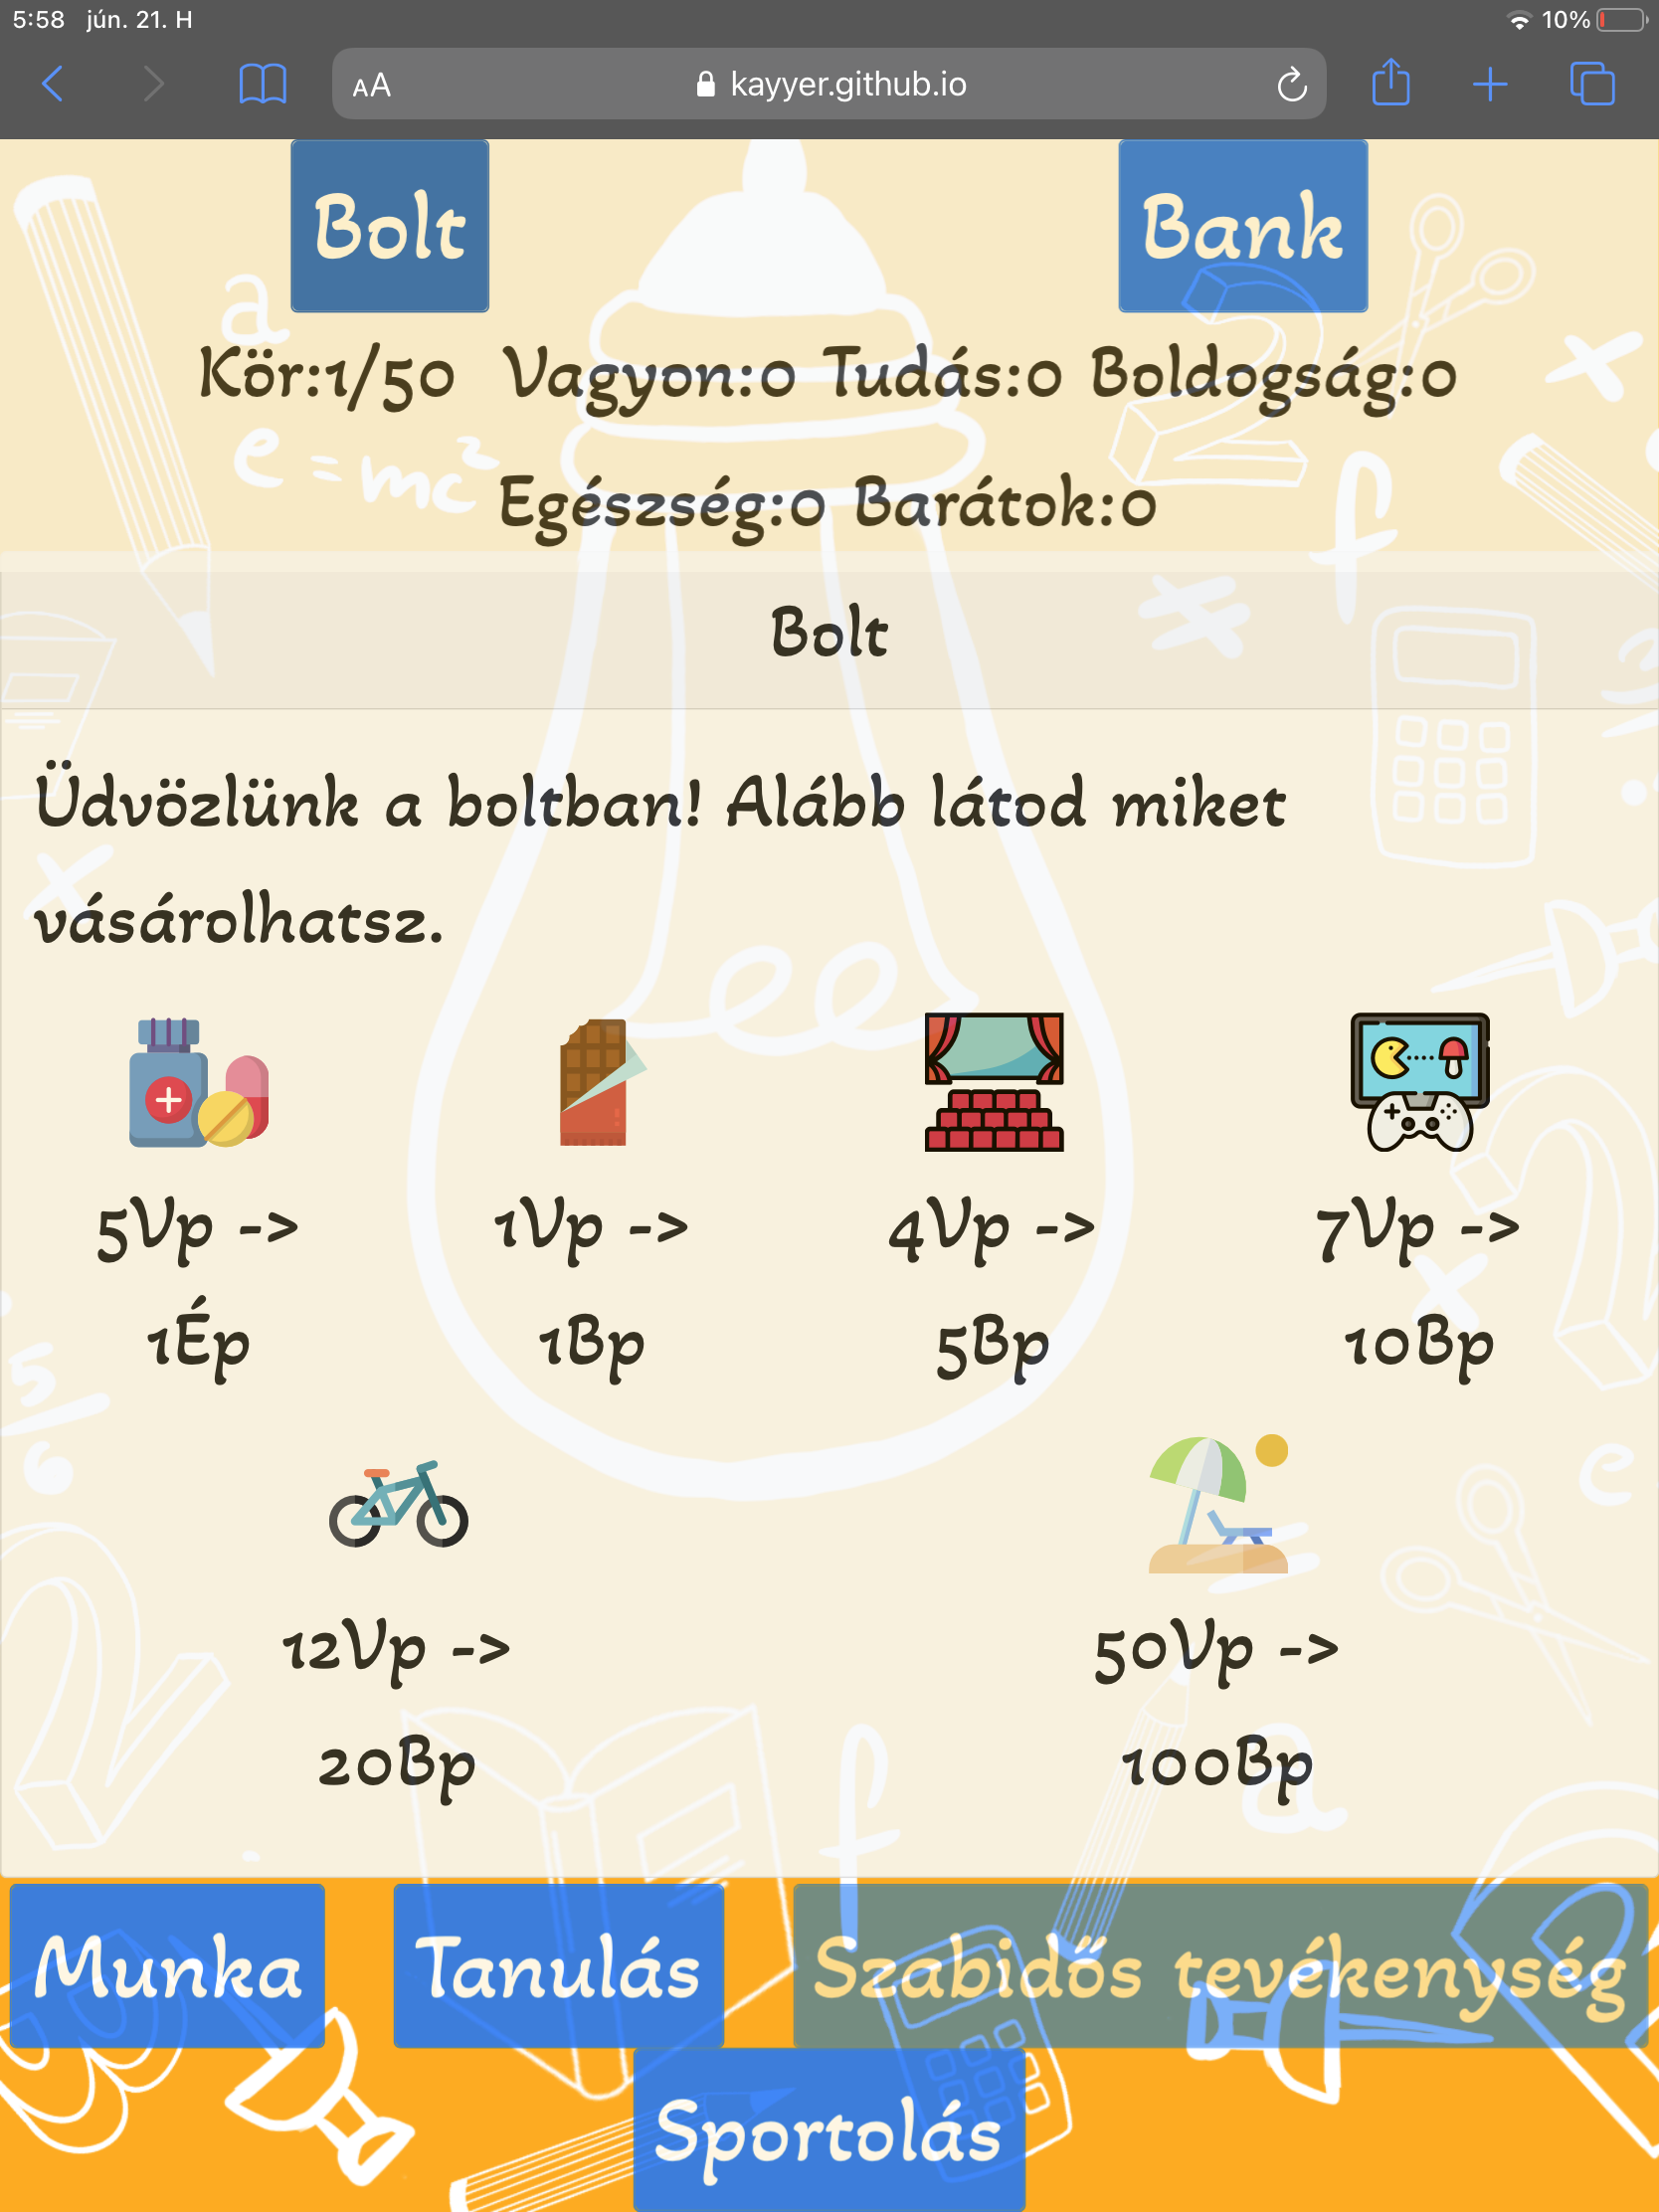 5:58 jún. 21. H 10%
AA kayyer.github.io
Bolt Bank
Kör:1/50 Vagyon:0 Tudás:0 Boldogság:0
Egészség:0 Barátok:0
Bolt
Üdvözlünk a boltban! Alább látod miket
vásárolhatsz.
5Vp -> 1Vp -> 4Vp -> 7Vp ->
1Ép 1Bp 5Bp 10Bp
12Vp -> 50Vp ->
20Bp 100Bp
Munka Tanulás Szabidős tevékenység
Sportolás
a
e=mc²